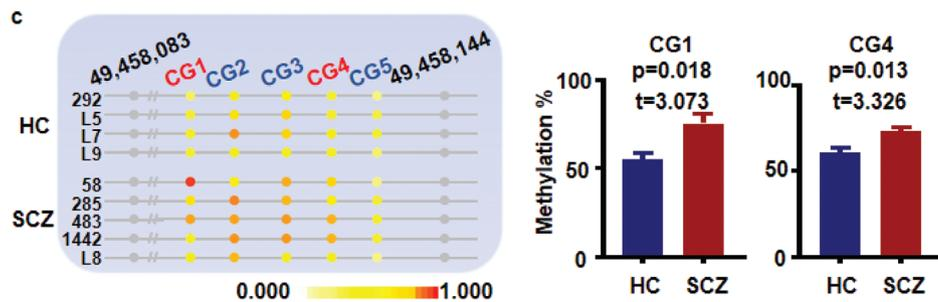 c
49,458,083 CG1 CG2 CG3 CG4 CG5 49,458,144
HC
292
L5
L7
L9
SCZ
58
285
483
1442
L8
0.000 1.000
Methylation %
CG1
p=0.018
t=3.073
100
50
0
HC SCZ
CG4
p=0.013
t=3.326
100
50
0
HC SCZ